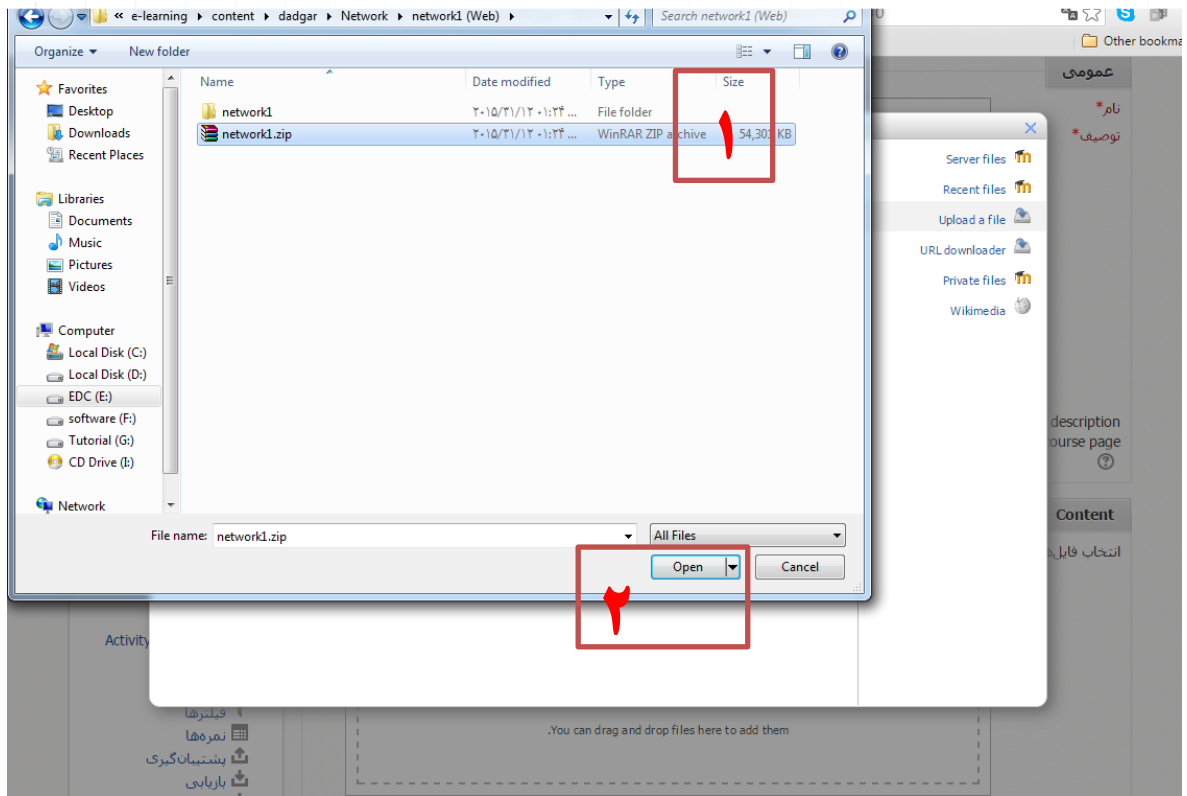 « e-learning ▸ content ▸ dadgar ▸ Network ▸ network1 (Web) ▸
Search network1 (Web)
Other bookma
Organize
New folder
Name
Date modified
Type
Size
Favorites
Desktop
Downloads
Recent Places
Libraries
Documents
Music
Pictures
Videos
Computer
Local Disk (C:)
Local Disk (D:)
EDC (E:)
software (F:)
Tutorial (G:)
CD Drive (I:)
Network
network1
۲۰۱۵/۳۱/۱۲ ۰۱:۲۴ ...
File folder
network1.zip
۲۰۱۵/۳۱/۱۲ ۰۱:۲۴ ...
WinRAR ZIP archive
54,301 KB
۱
File name:
network1.zip
All Files
Open
Cancel
۲
Server files
Recent files
Upload a file
URL downloader
Private files
Wikimedia
عمومی
نام*
توصیف*
description
ourse page
Content
انتخاب فایل‌ه
Activity
فیلترها
نمره‌ها
پشتیبان‌گیری
بازیابی
.You can drag and drop files here to add them